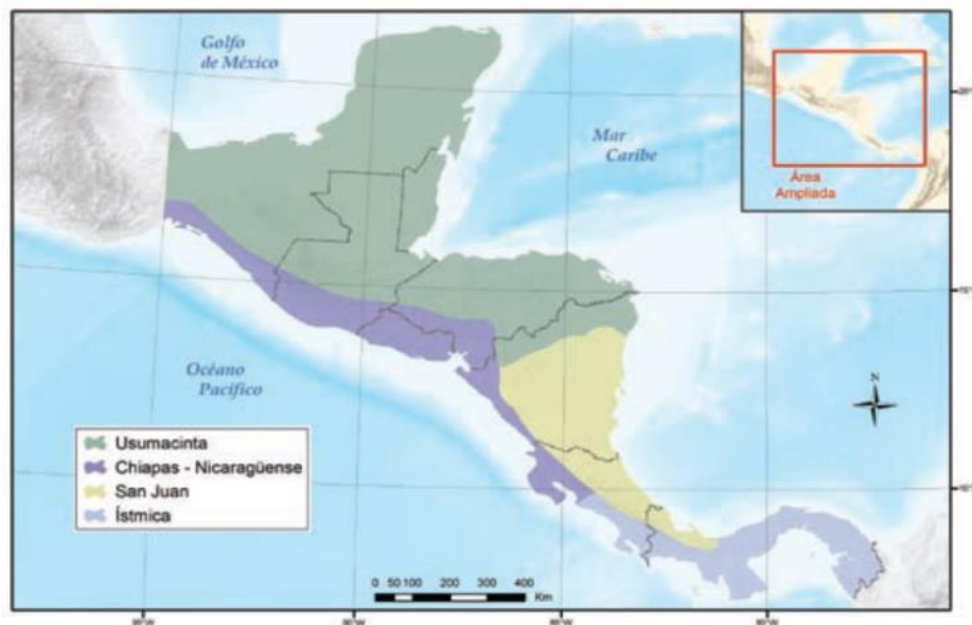 Golfo
de México
Mar
Caribe
Área
Ampliada
Océano
Pacífico
N
Usumacinta
Chiapas - Nicaragüense
San Juan
Ístmica
0 50 100 200 300 400
Km